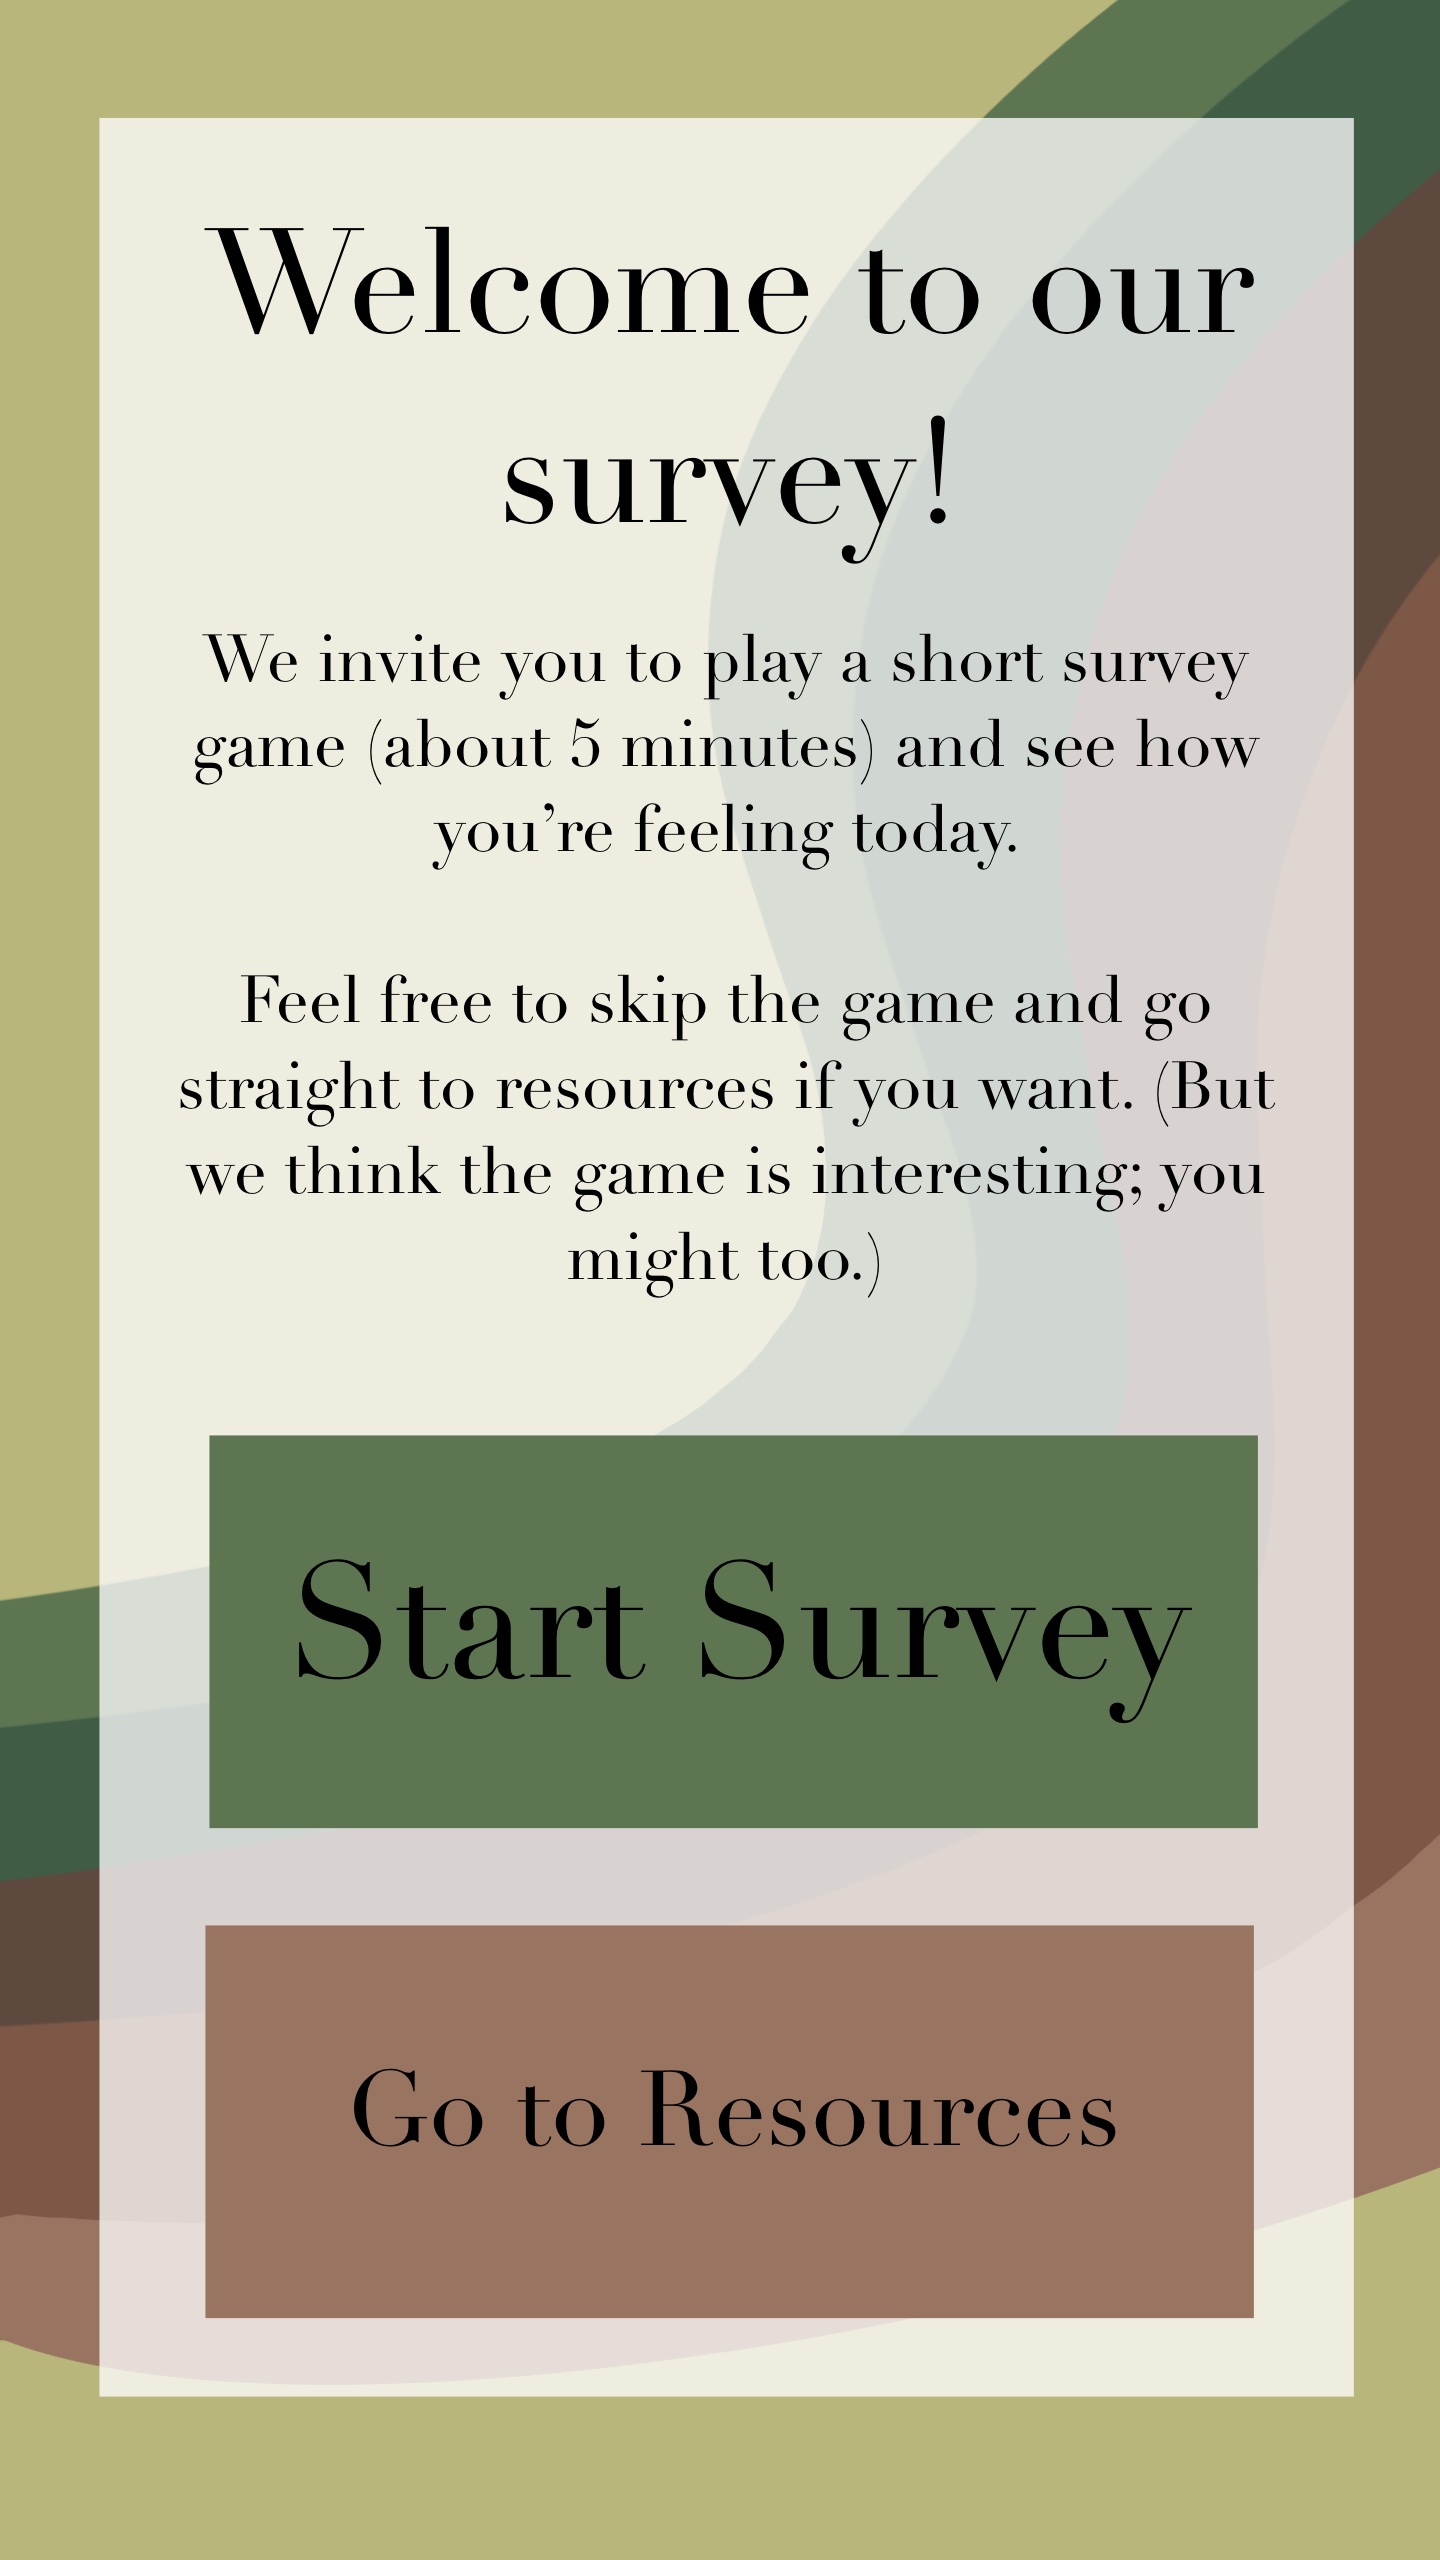 Welcome to our
survey!
We invite you to play a short survey
game (about 5 minutes) and see how
you’re feeling today.
Feel free to skip the game and go
straight to resources if you want. (But
we think the game is interesting; you
might too.)
Start Survey
Go to Resources